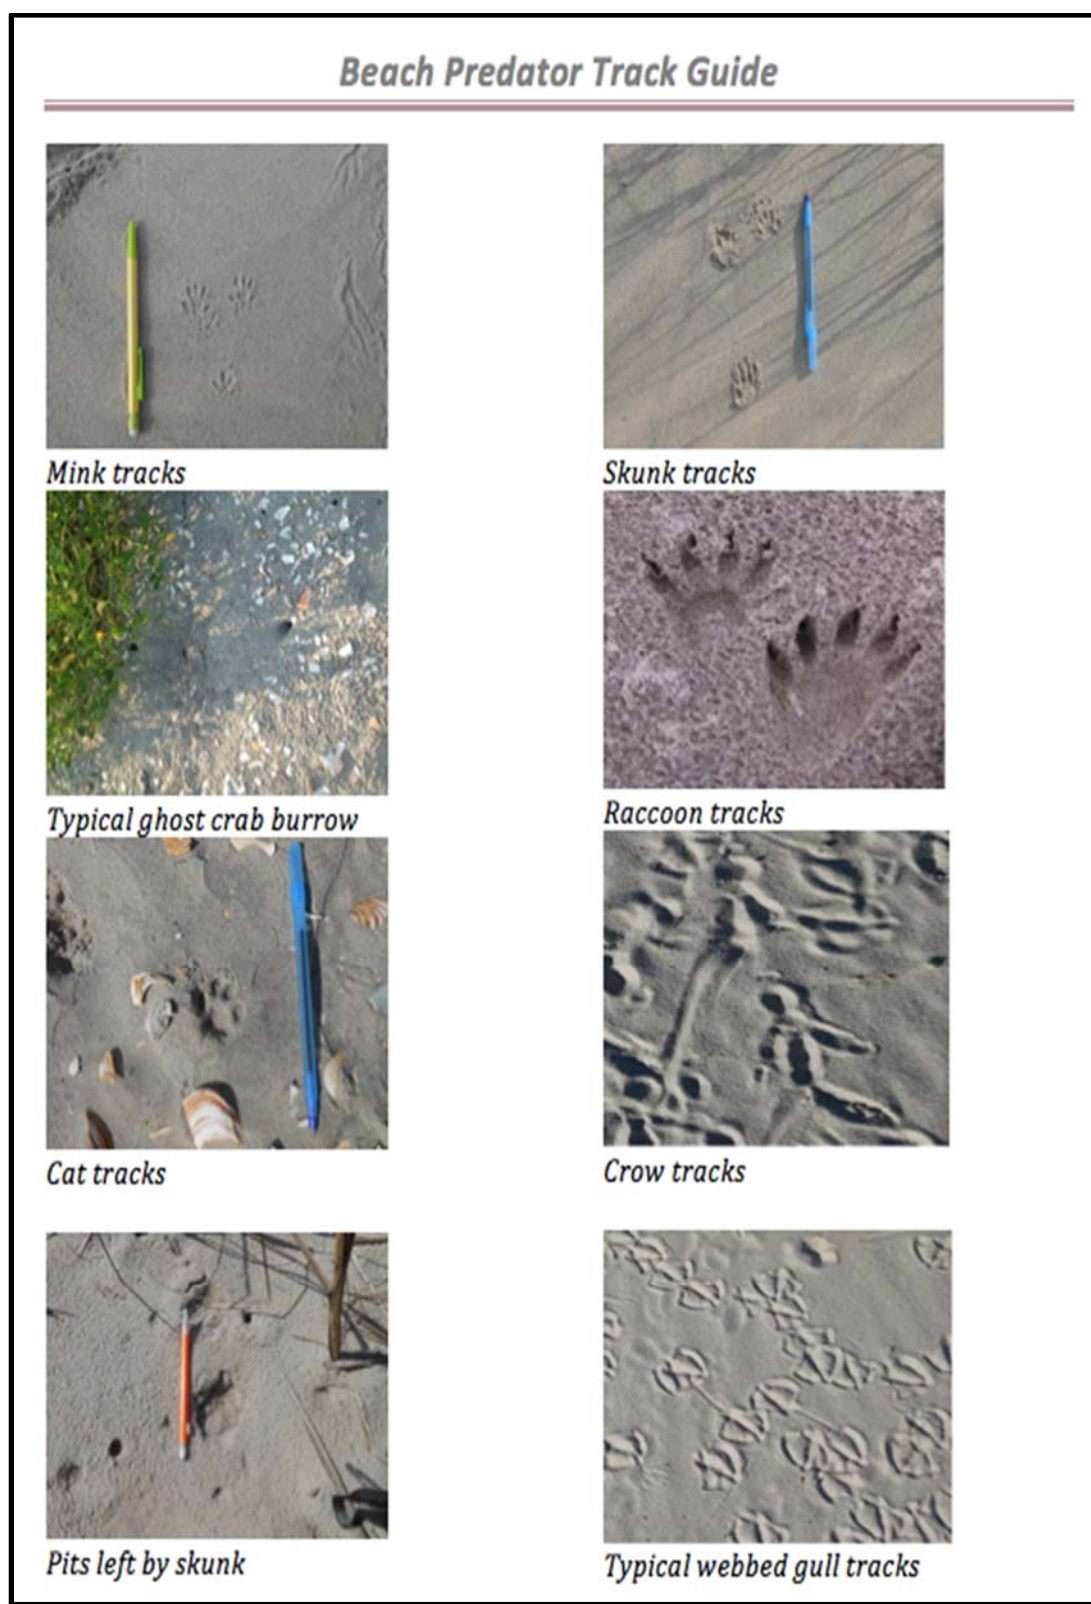 Beach Predator Track Guide
Mink tracks
Skunk tracks
Typical ghost crab burrow
Raccoon tracks
Cat tracks
Crow tracks
Pits left by skunk
Typical webbed gull tracks